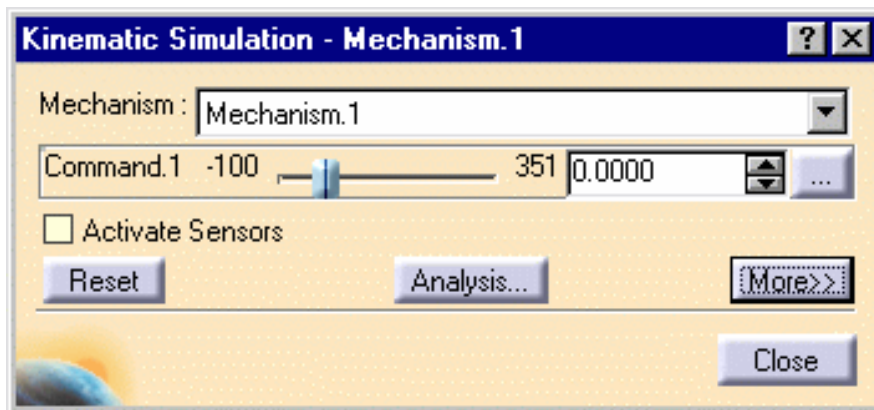 Kinematic Simulation - Mechanism.1 ? X
Mechanism : Mechanism.1
Command.1 -100 351 0.0000 ...
Activate Sensors
Reset Analysis... More>>
Close